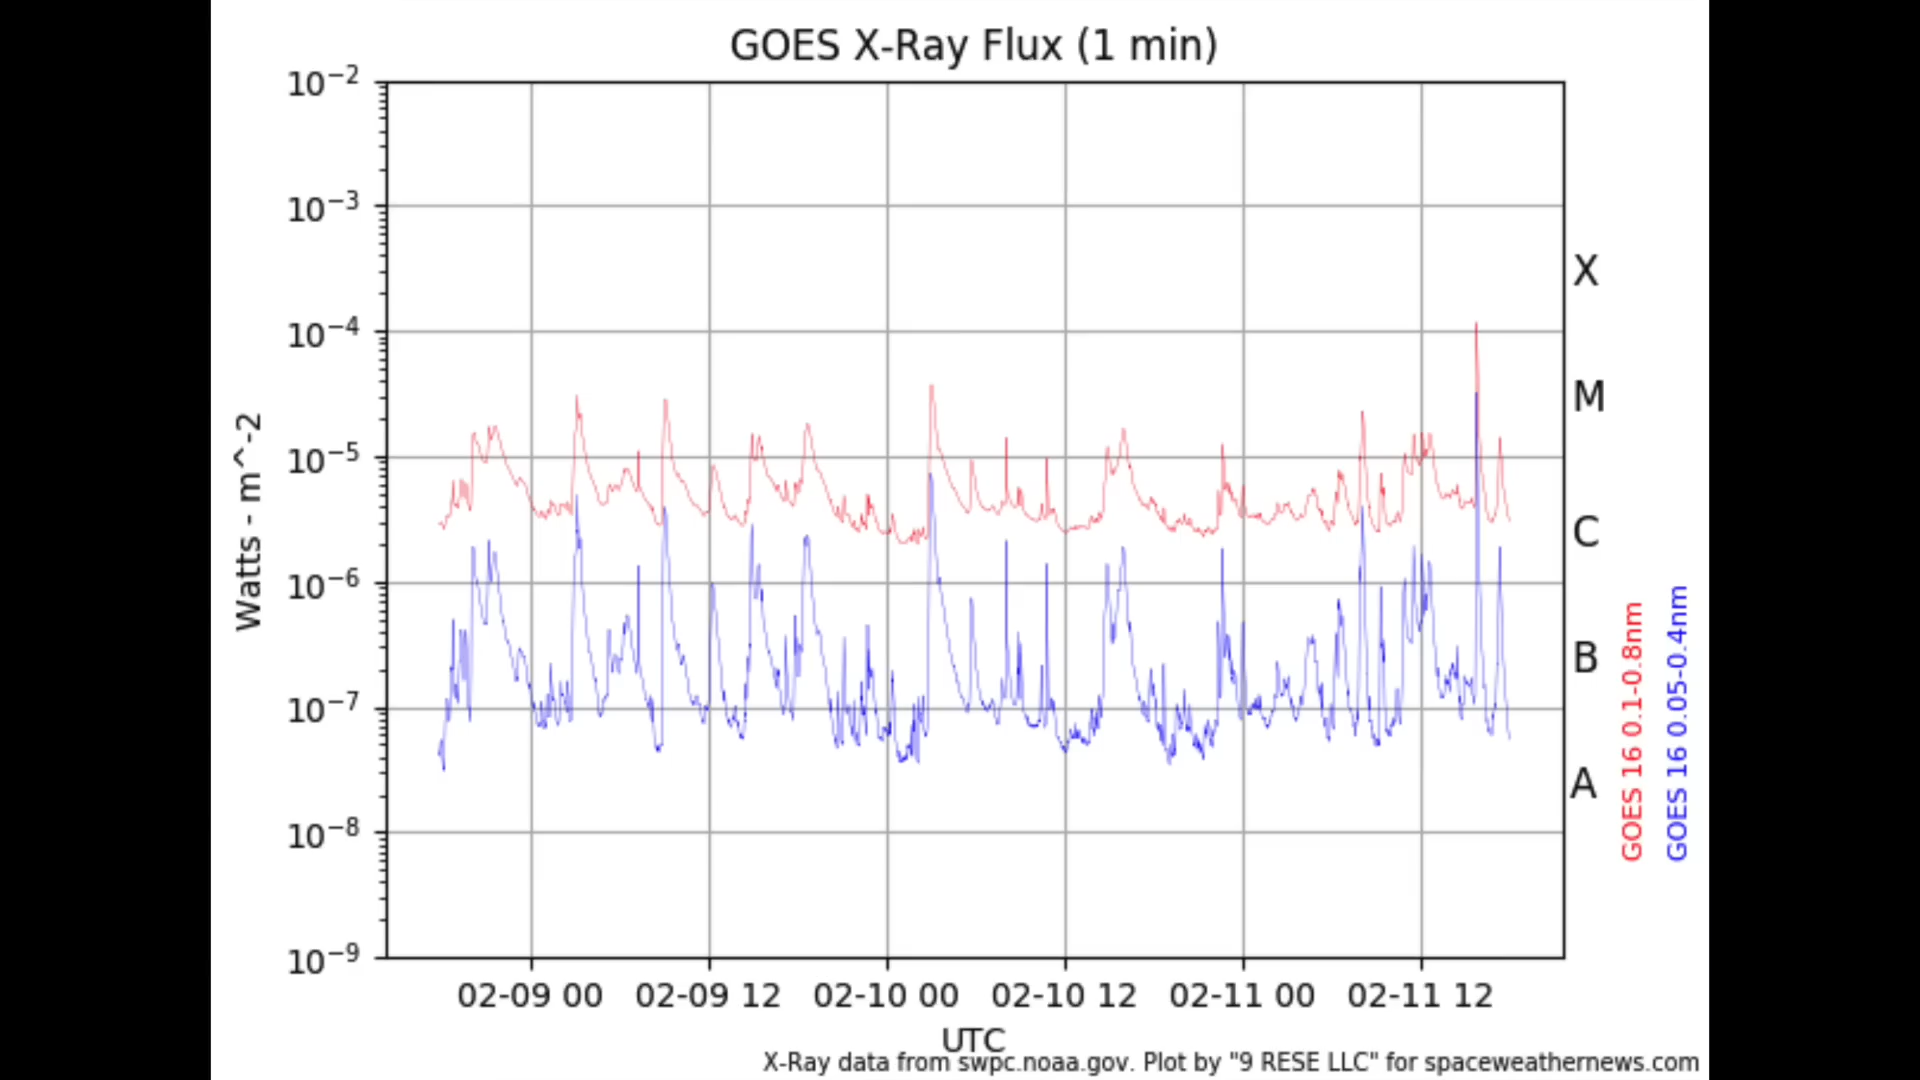 GOES X-Ray Flux (1 min)
10⁻²
10⁻³
10⁻⁴
10⁻⁵
10⁻⁶
10⁻⁷
10⁻⁸
10⁻⁹
Watts - m^-2
X
M
C
B
A
GOES 16 0.1-0.8nm
GOES 16 0.05-0.4nm
02-09 00 02-09 12 02-10 00 02-10 12 02-11 00 02-11 12
UTC
X-Ray data from swpc.noaa.gov. Plot by "9 RESE LLC" for spaceweathernews.com